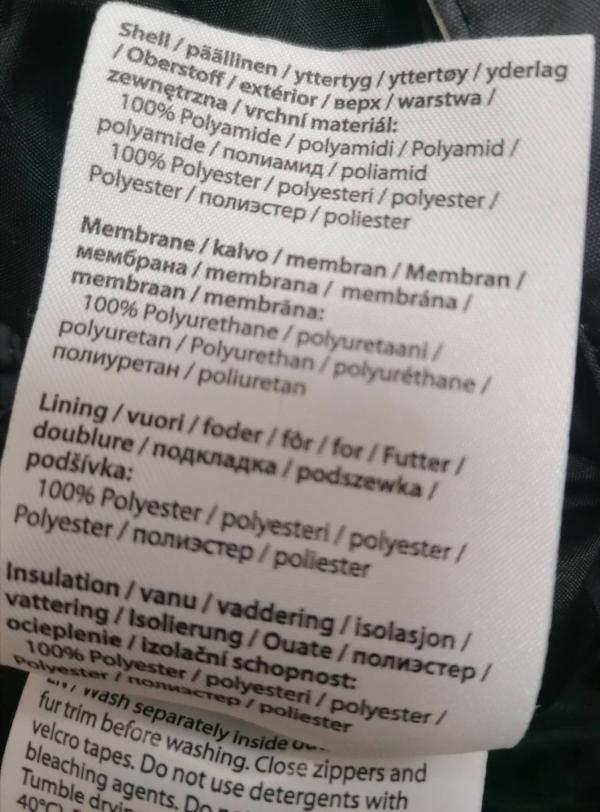 Shell / päällinen / yttertyg / yttertøy / yderlag
/ Oberstoff / extérior / верх / warstwa /
zewnętrzna / vrchní materiál:
100% Polyamide / polyamidi / Polyamid /
polyamide / полиамид / poliamid
100% Polyester / polyesteri / polyester /
Polyester / полиэстер / poliester
Membrane / kalvo / membran / Membran /
мембрана / membrana / membrána /
membraan / membrāna:
100% Polyurethane / polyuretaani /
polyuretan / Polyurethan / polyuréthane /
полиуретан / poliuretan
Lining / vuori / foder / fôr / for / Futter /
doublure / подкладка / podszewka /
podšívka:
100% Polyester / polyesteri / polyester /
Polyester / полиэстер / poliester
Insulation / vanu / vaddering / isolasjon /
vattering / Isolierung / Ouate / полиэстер /
ocieplenie / Izolační schopnost:
100% Polyester / polyesteri / polyester /
Polyester / полиэстер / poliester
Wash separately inside
fur trim before washing. Close zippers and
velcro tapes. Do not use detergents with
bleaching agents. Do
Tumble
40°C